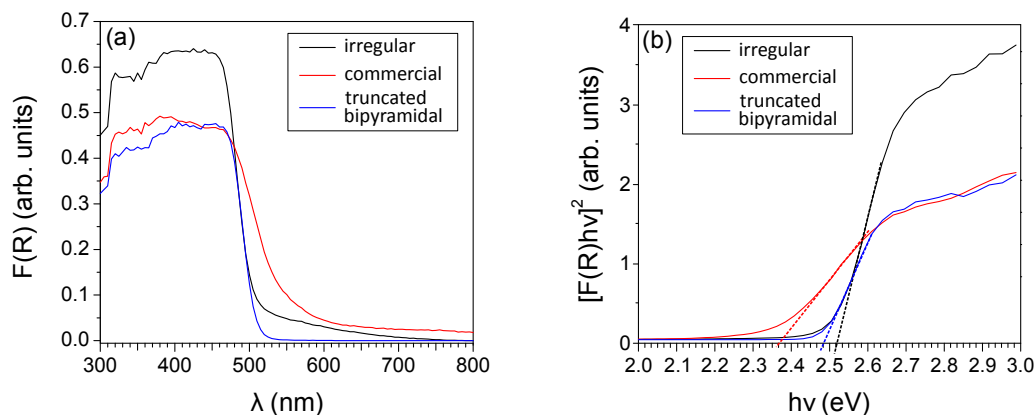 (a)
irregular
commercial
truncated
bipyramidal
0.7
0.6
0.5
0.4
0.3
0.2
0.1
0.0
F(R) (arb. units)
300 400 500 600 700 800
λ (nm)
(b)
irregular
commercial
truncated
bipyramidal
4
3
2
1
0
[F(R)hν]²  (arb. units)
2.0 2.1 2.2 2.3 2.4 2.5 2.6 2.7 2.8 2.9 3.0
hν (eV)